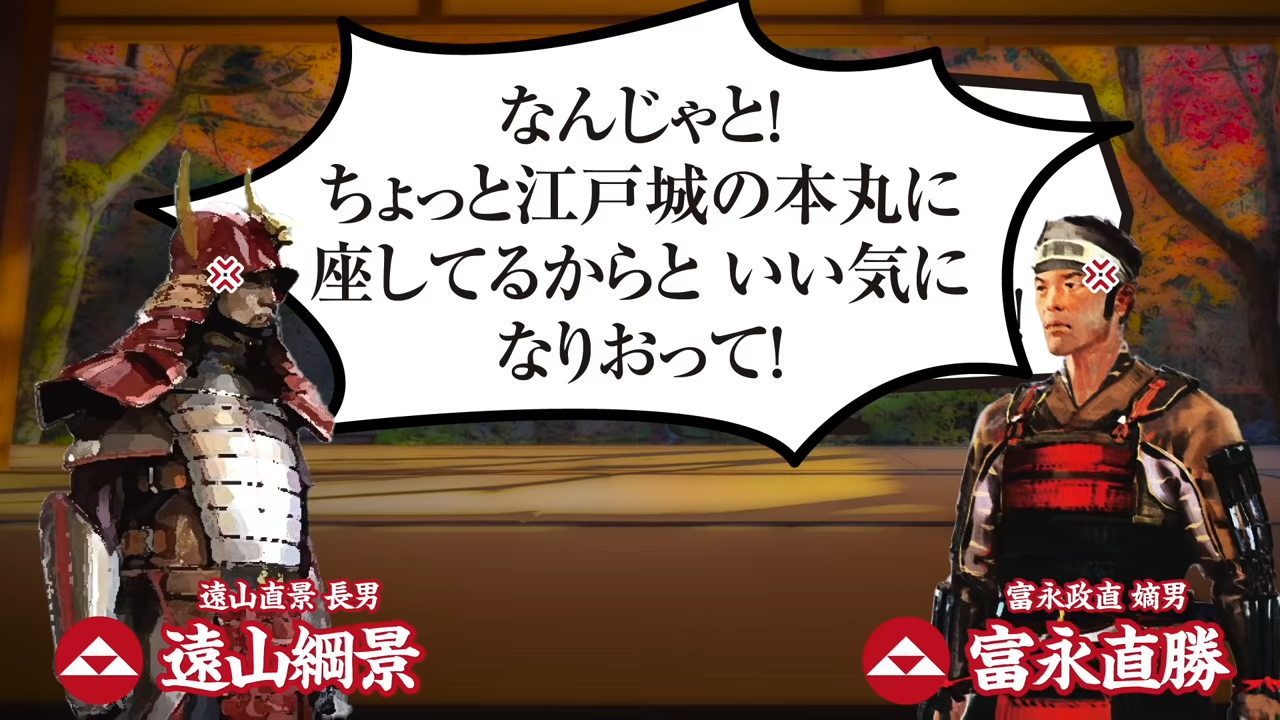 なんじゃと!
ちょっと江戸城の本丸に
座してるからと いい気に
なりおって!
遠山直景 長男
遠山綱景
富永政直 嫡男
富永直勝